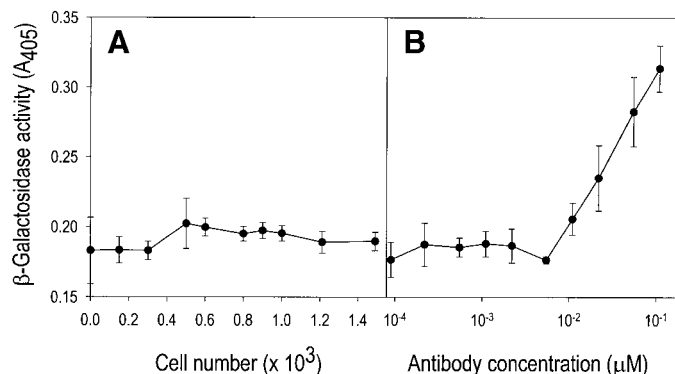 A B
β-Galactosidase activity (A405)
0.35
0.30
0.25
0.20
0.15
0.0 0.2 0.4 0.6 0.8 1.0 1.2 1.4
10-4 10-3 10-2 10-1
Cell number (x 10³)
Antibody concentration (μM)